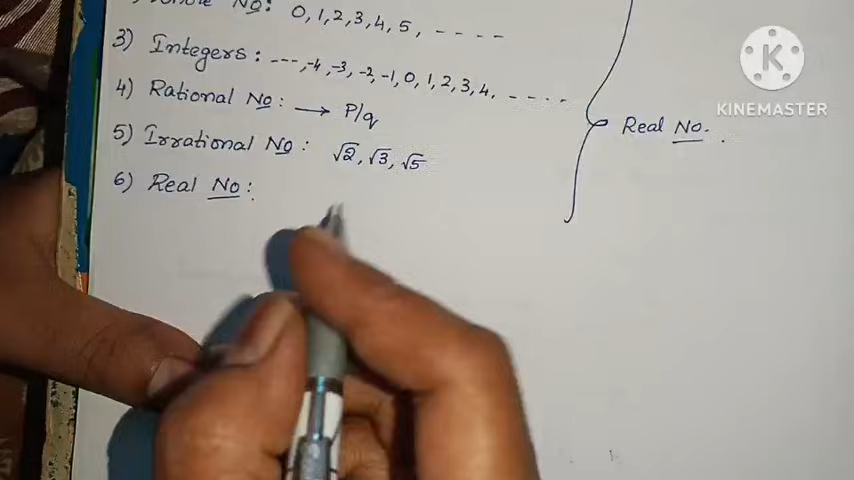 Whole No: 0, 1, 2, 3, 4, 5, - - - - -
3) Integers : ---, -4, -3, -2, -1, 0, 1, 2, 3, 4, - - - - -
4) Rational No : → P/q
5) Irrational No : √2, √3, √5
6) Real No :
Real No.
KINEMASTER